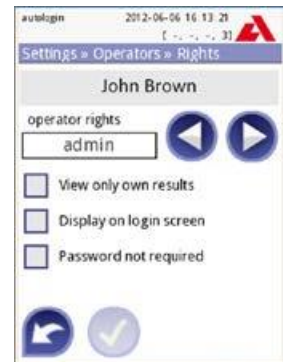 autologin 2012-06-06 16 13 21
[ -, -, -, 3]
Settings » Operators » Rights
John Brown
operator rights
admin
View only own results
Display on login screen
Password not required